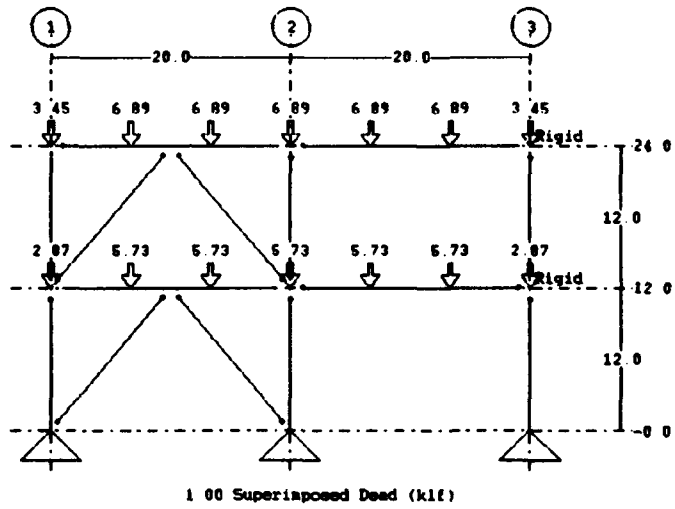 1 2 3
20.0 20.0
3.45 6.89 6.89 6.89 6.89 6.89 3.45
Rigid
24.0
12.0
2.87 5.73 5.73 5.73 5.73 5.73 2.87
Rigid
12.0
12.0
0.0
1.00 Superimposed Dead (klf)